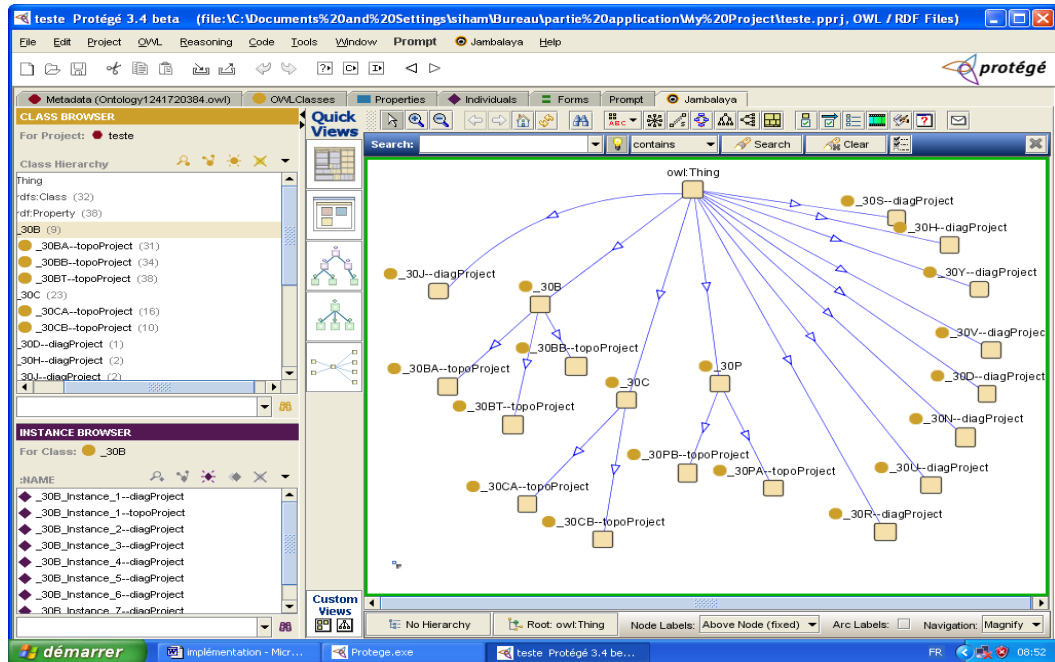 teste Protégé 3.4 beta (file:\C:\Documents%20and%20Settings\siham\Bureau\partie%20application\My%20Project\teste.pprj, OWL / RDF Files)
File Edit Project OWL Reasoning Code Tools Window Prompt Jambalaya Help
protégé
Metadata (Ontology1241720384.owl) OWLClasses Properties Individuals Forms Prompt Jambalaya
CLASS BROWSER
For Project: teste
Class Hierarchy
Thing
rdfs:Class (32)
rdf:Property (38)
_30B (9)
_30BA--topoProject (31)
_30BB--topoProject (34)
_30BT--topoProject (38)
_30C (23)
_30CA--topoProject (16)
_30CB--topoProject (10)
_30D--diagProject (1)
_30H--diagProject (2)
_30J--diagProject (2)
INSTANCE BROWSER
For Class: _30B
:NAME
_30B_Instance_1--diagProject
_30B_Instance_1--topoProject
_30B_Instance_2--diagProject
_30B_Instance_3--diagProject
_30B_Instance_4--diagProject
_30B_Instance_5--diagProject
_30B_Instance_6--diagProject
_30B_Instance_7--diagProject
Quick Views
Custom Views
Search: contains Search Clear
owl:Thing
_30S--diagProject
_30H--diagProject
_30J--diagProject
_30Y--diagProject
_30B
_30V--diagProjec
_30BB--topoProject
_30BA--topoProject
_30P
_30D--diagProject
_30C
_30BT--topoProject
_30N--diagProject
_30PB--topoProject
_30PA--topoProject
_30U--diagProject
_30CA--topoProject
_30CB--topoProject
_30R--diagProject
No Hierarchy Root: owl:Thing Node Labels: Above Node (fixed) Arc Labels: Navigation: Magnify
démarrer implémentation - Micr... Protege.exe teste Protégé 3.4 be... FR 08:52